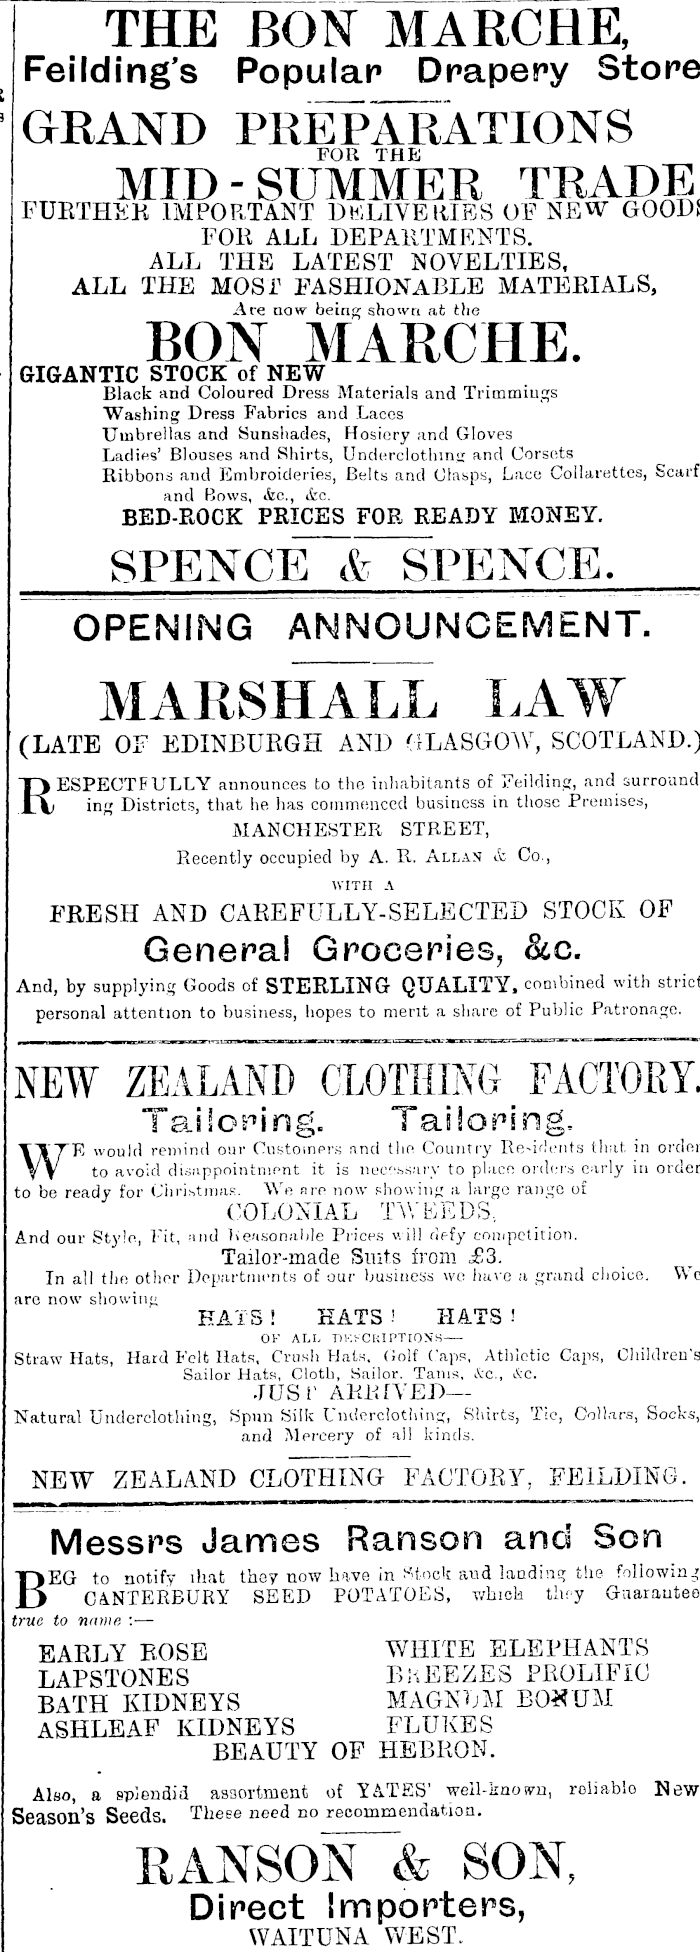 THE BON MARCHE,
Feilding's Popular Drapery Store
GRAND PREPARATIONS
FOR THE
MID-SUMMER TRADE
FURTHER IMPORTANT DELIVERIES OF NEW GOODS
FOR ALL DEPARTMENTS.
ALL THE LATEST NOVELTIES,
ALL THE MOST FASHIONABLE MATERIALS,
Are now being shown at the
BON MARCHE.
GIGANTIC STOCK of NEW
Black and Coloured Dress Materials and Trimmings
Washing Dress Fabrics and Laces
Umbrellas and Sunshades, Hosiery and Gloves
Ladies' Blouses and Shirts, Underclothing and Corsets
Ribbons and Embroideries, Belts and Clasps, Lace Collarettes, Scarf
and Bows, &c., &c.
BED-ROCK PRICES FOR READY MONEY.
SPENCE & SPENCE.
OPENING ANNOUNCEMENT.
MARSHALL LAW
(LATE OF EDINBURGH AND GLASGOW, SCOTLAND.)
RESPECTFULLY announces to the inhabitants of Feilding, and surround
ing Districts, that he has commenced business in those Premises,
MANCHESTER STREET,
Recently occupied by A. R. ALLAN & Co.,
WITH A
FRESH AND CAREFULLY-SELECTED STOCK OF
General Groceries, &c.
And, by supplying Goods of STERLING QUALITY, combined with strict
personal attention to business, hopes to merit a share of Public Patronage.
NEW ZEALAND CLOTHING FACTORY.
Tailoring. Tailoring.
WE would remind our Customers and the Country Residents that in order
to avoid disappointment it is necessary to place orders early in order
to be ready for Christmas. We are now showing a large range of
COLONIAL TWEEDS,
And our Style, Fit, and Reasonable Prices will defy competition.
Tailor-made Suits from £3.
In all the other Departments of our business we have a grand choice. We
are now showing
HATS! HATS! HATS!
OF ALL DESCRIPTIONS—
Straw Hats, Hard Felt Hats, Crush Hats, Golf Caps, Athletic Caps, Children's
Sailor Hats, Cloth, Sailor, Tams, &c., &c.
JUST ARRIVED—
Natural Underclothing, Spun Silk Underclothing, Shirts, Tie, Collars, Socks,
and Mercery of all kinds.
NEW ZEALAND CLOTHING FACTORY, FEILDING.
Messrs James Ranson and Son
BEG to notify that they now have in Stock and landing the following
CANTERBURY SEED POTATOES, which they Guarantee
true to name :—
EARLY ROSE WHITE ELEPHANTS
LAPSTONES BREEZES PROLIFIC
BATH KIDNEYS MAGNUM BONUM
ASHLEAF KIDNEYS FLUKES
BEAUTY OF HEBRON.
Also, a splendid assortment of YATES' well-known, reliable New
Season's Seeds. These need no recommendation.
RANSON & SON,
Direct Importers,
WAITUNA WEST.